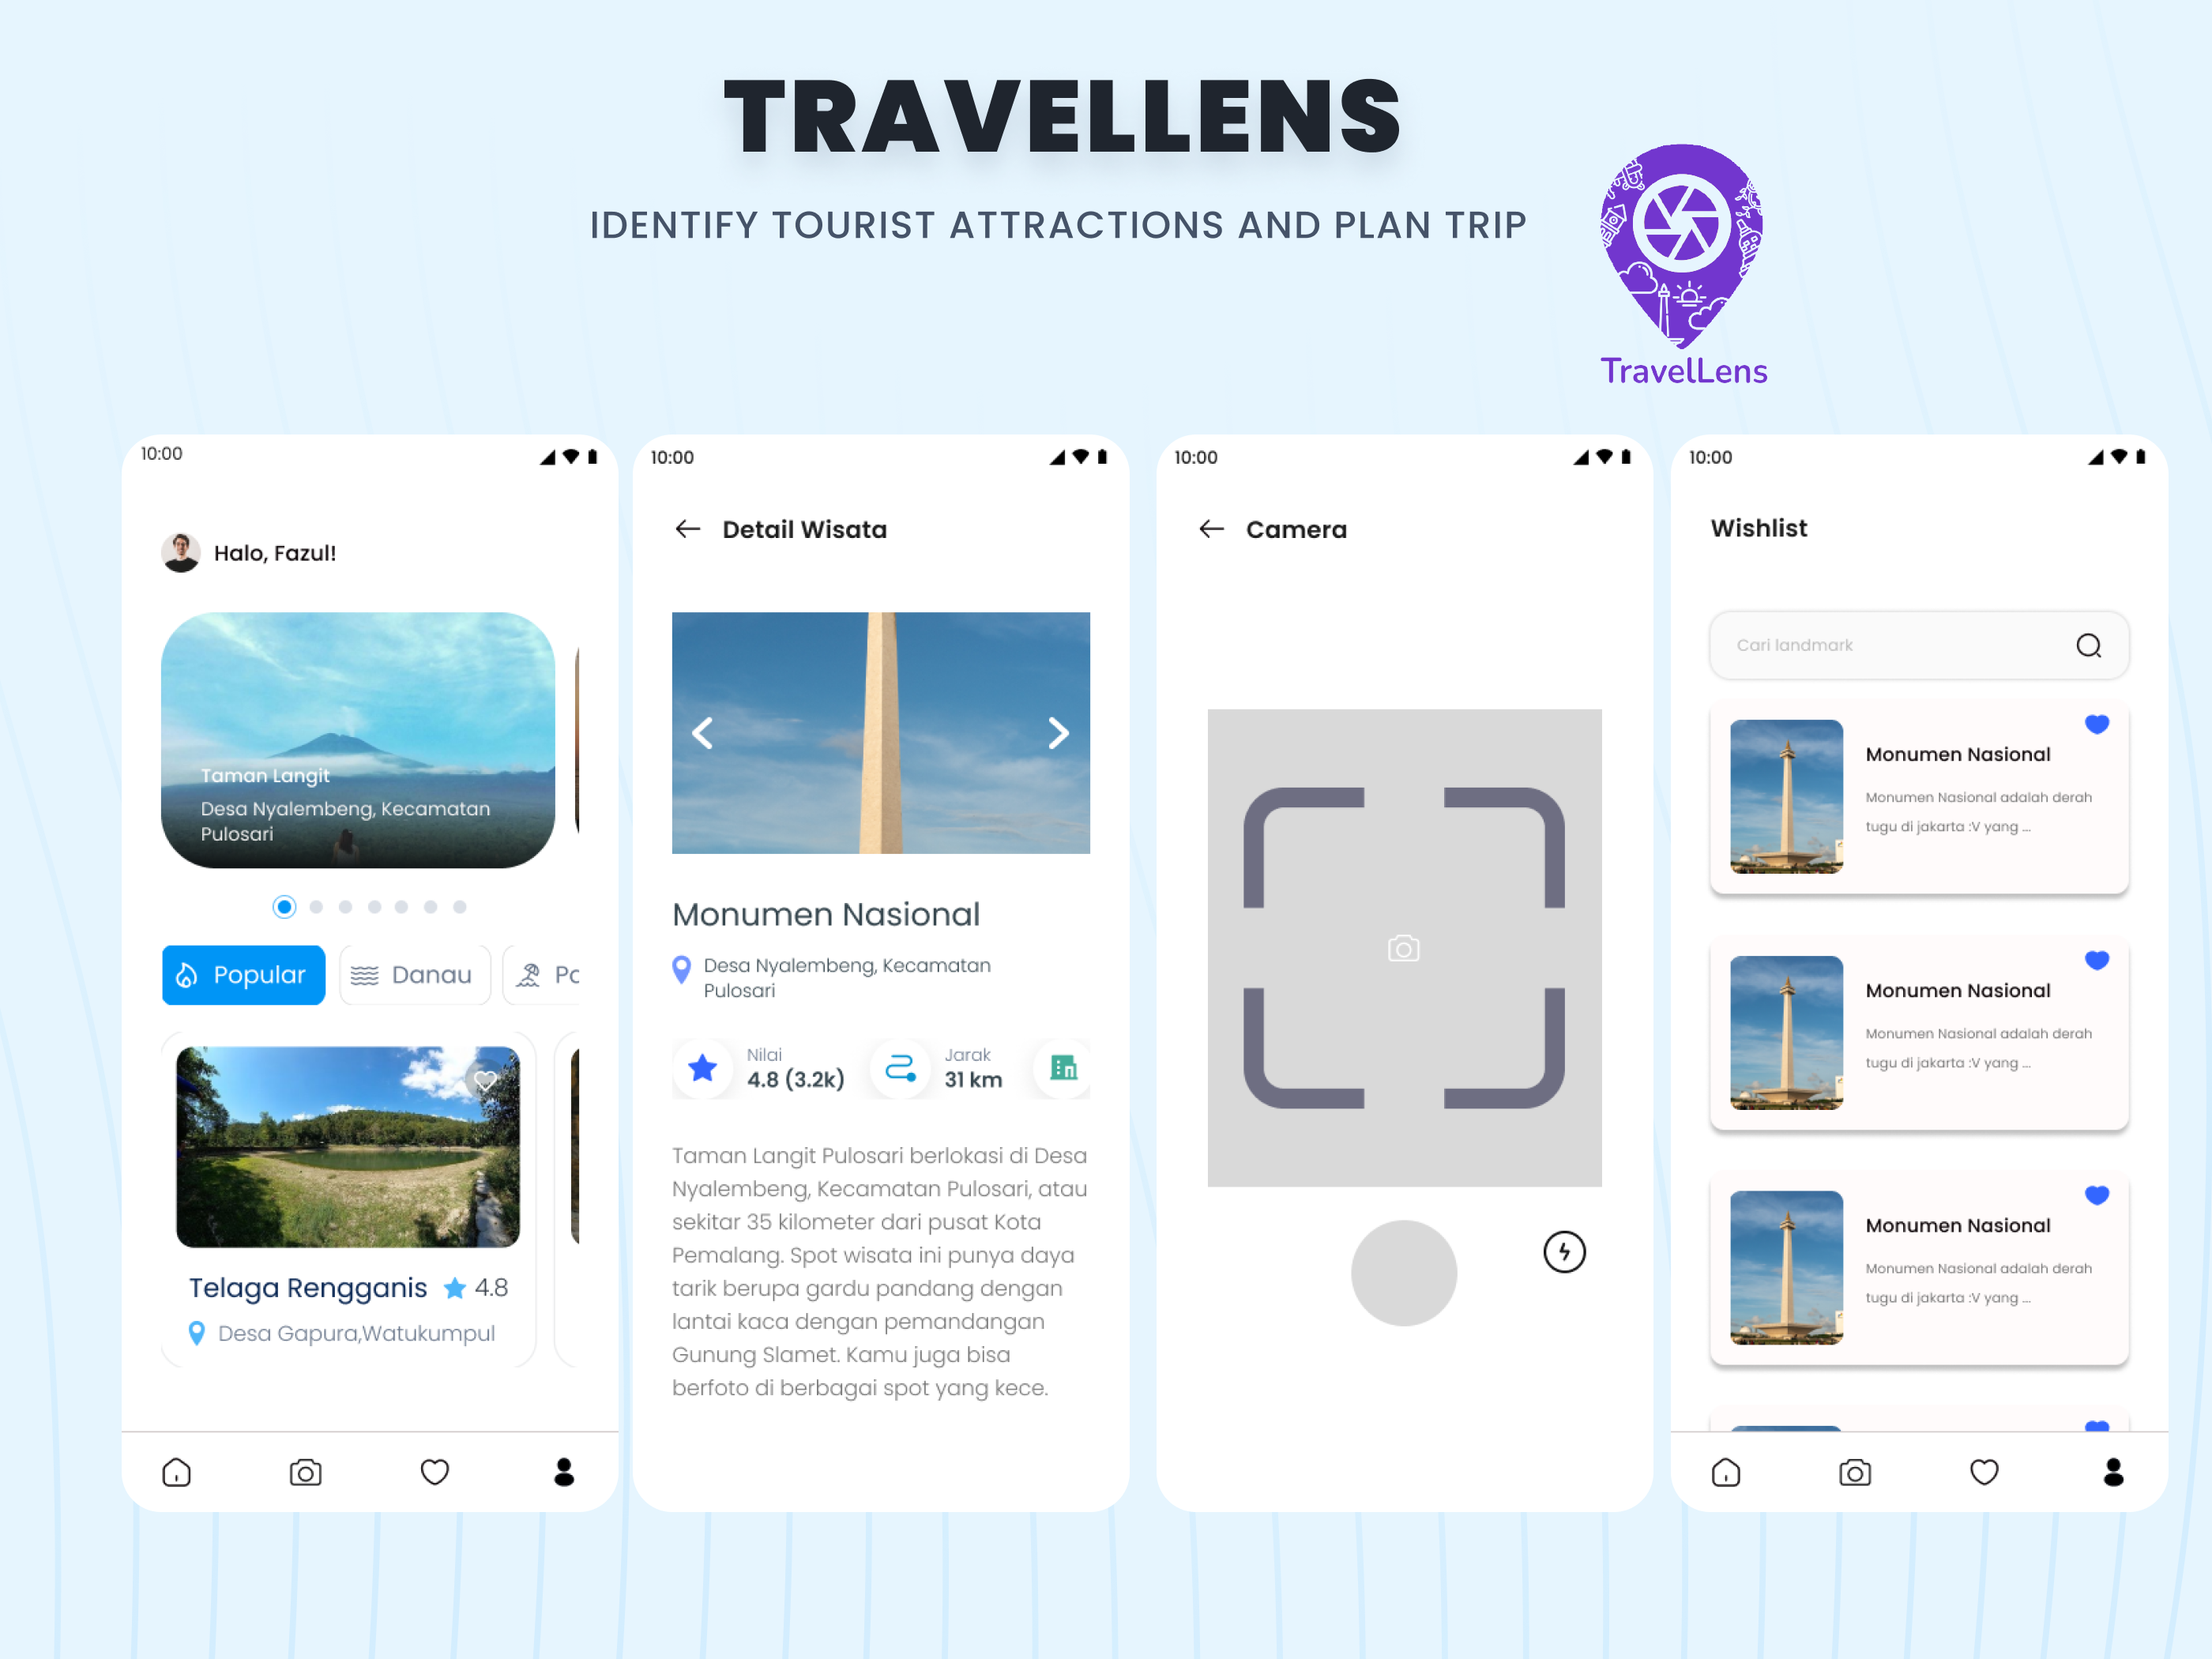 TRAVELLENS
IDENTIFY TOURIST ATTRACTIONS AND PLAN TRIP
TravelLens
10:00
Halo, Fazul!
Taman Langit
Desa Nyalembeng, Kecamatan
Pulosari
Popular
Danau
Telaga Rengganis
4.8
Desa Gapura,Watukumpul
10:00
Detail Wisata
Monumen Nasional
Desa Nyalembeng, Kecamatan
Pulosari
Nilai
4.8 (3.2k)
Jarak
31 km
Taman Langit Pulosari berlokasi di Desa
Nyalembeng, Kecamatan Pulosari, atau
sekitar 35 kilometer dari pusat Kota
Pemalang. Spot wisata ini punya daya
tarik berupa gardu pandang dengan
lantai kaca dengan pemandangan
Gunung Slamet. Kamu juga bisa
berfoto di berbagai spot yang kece.
10:00
Camera
10:00
Wishlist
Cari landmark
Monumen Nasional
Monumen Nasional adalah derah
tugu di jakarta :V yang ...
Monumen Nasional
Monumen Nasional adalah derah
tugu di jakarta :V yang ...
Monumen Nasional
Monumen Nasional adalah derah
tugu di jakarta :V yang ...